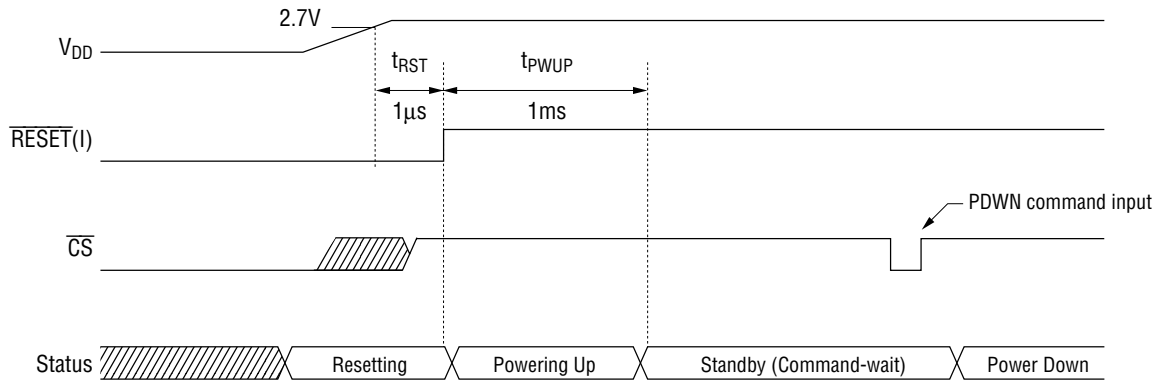 2.7V
VDD
tRST
tPWUP
1µs
1ms
RESET(I)
PDWN command input
CS
Status
Resetting
Powering Up
Standby (Command-wait)
Power Down